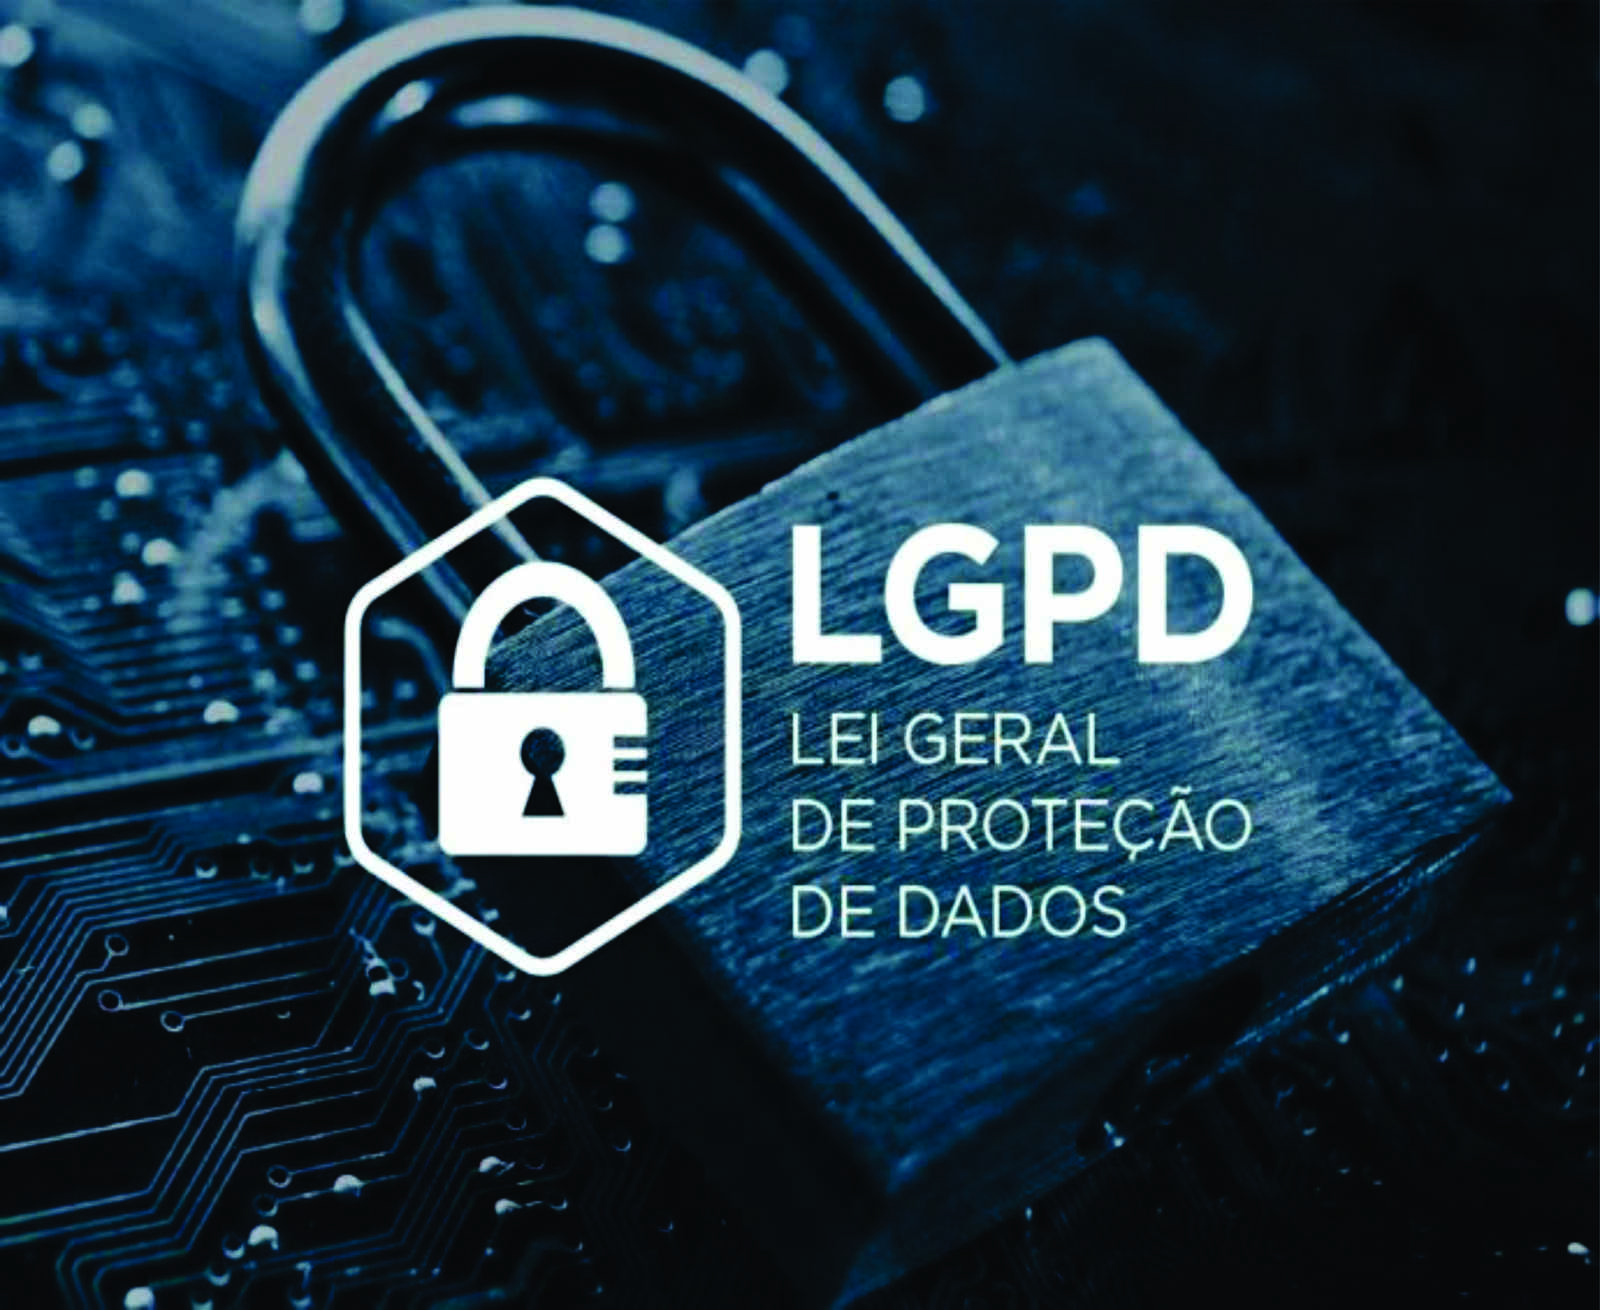 LGPD
LEI GERAL
DE PROTEÇÃO
DE DADOS